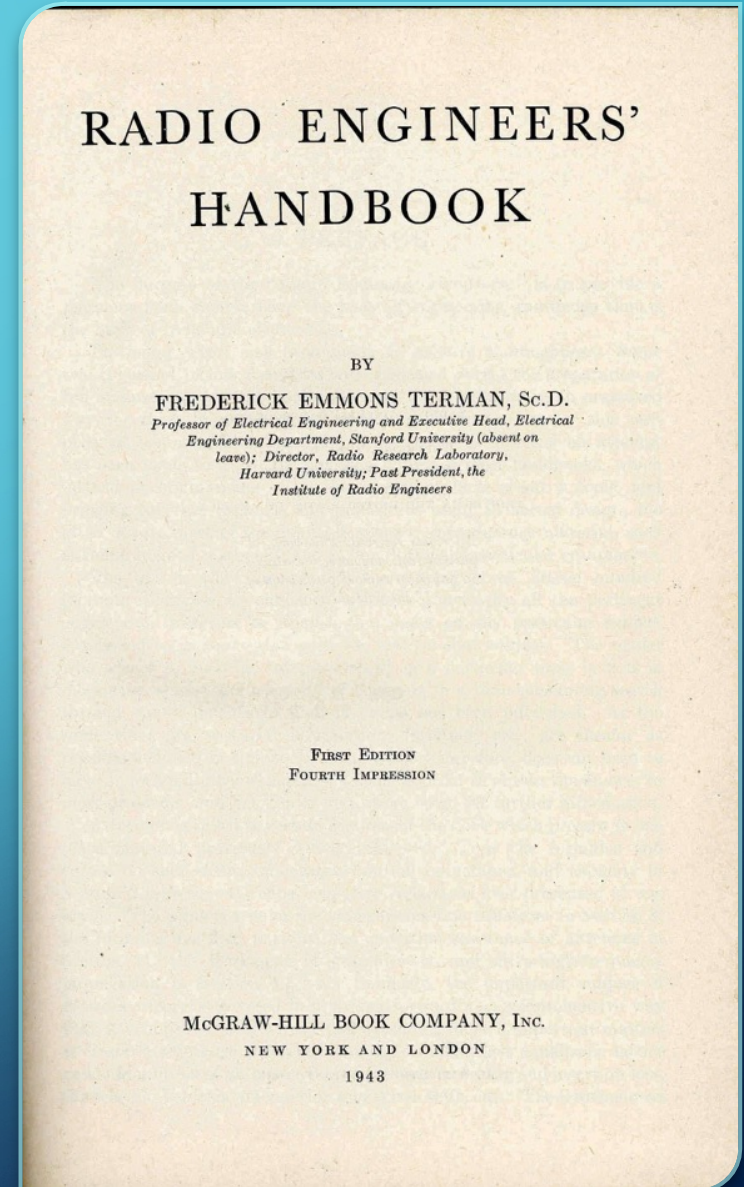 RADIO ENGINEERS'
HANDBOOK
BY
FREDERICK EMMONS TERMAN, Sc.D.
Professor of Electrical Engineering and Executive Head, Electrical
Engineering Department, Stanford University (absent on
leave); Director, Radio Research Laboratory,
Harvard University; Past President, the
Institute of Radio Engineers
First Edition
Fourth Impression
McGRAW-HILL BOOK COMPANY, Inc.
NEW YORK AND LONDON
1943